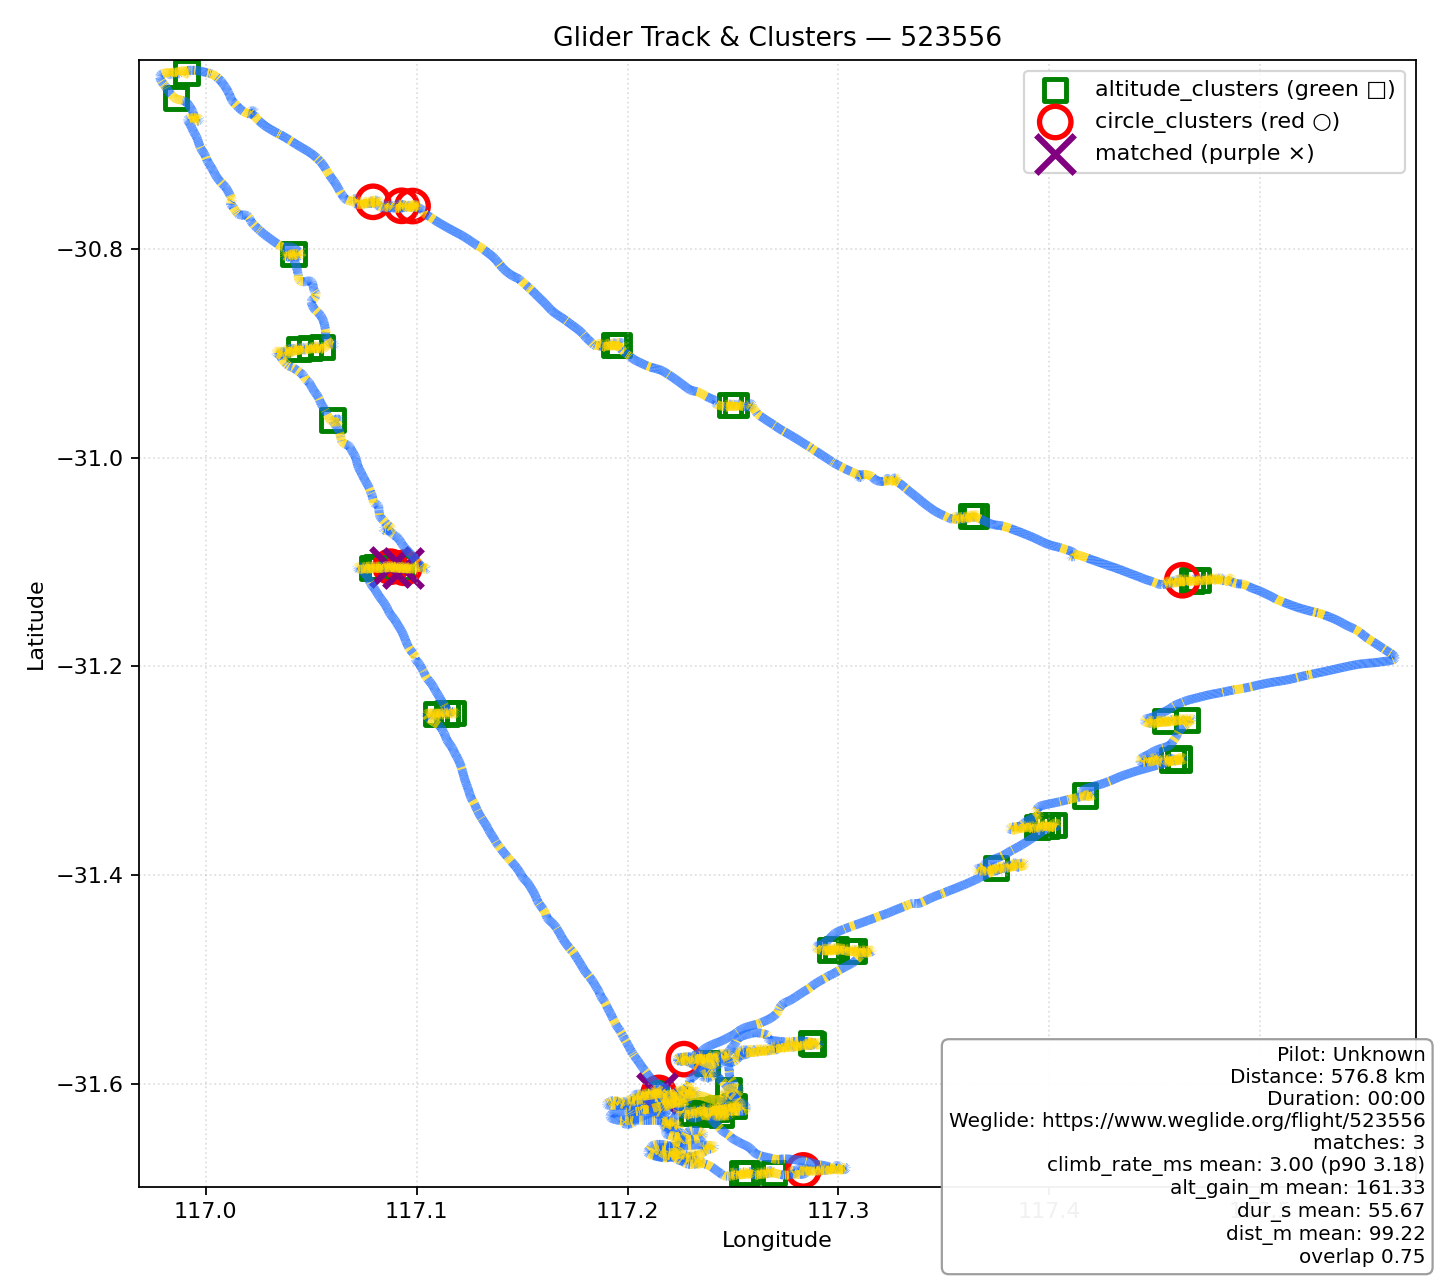 Glider Track & Clusters — 523556
altitude_clusters (green □)
circle_clusters (red ○)
matched (purple ×)
−30.8
−31.0
−31.2
−31.4
−31.6
Latitude
117.0
117.1
117.2
117.3
117.4
Longitude
Pilot: Unknown
Distance: 576.8 km
Duration: 00:00
Weglide: https://www.weglide.org/flight/523556
matches: 3
climb_rate_ms mean: 3.00 (p90 3.18)
alt_gain_m mean: 161.33
dur_s mean: 55.67
dist_m mean: 99.22
overlap 0.75